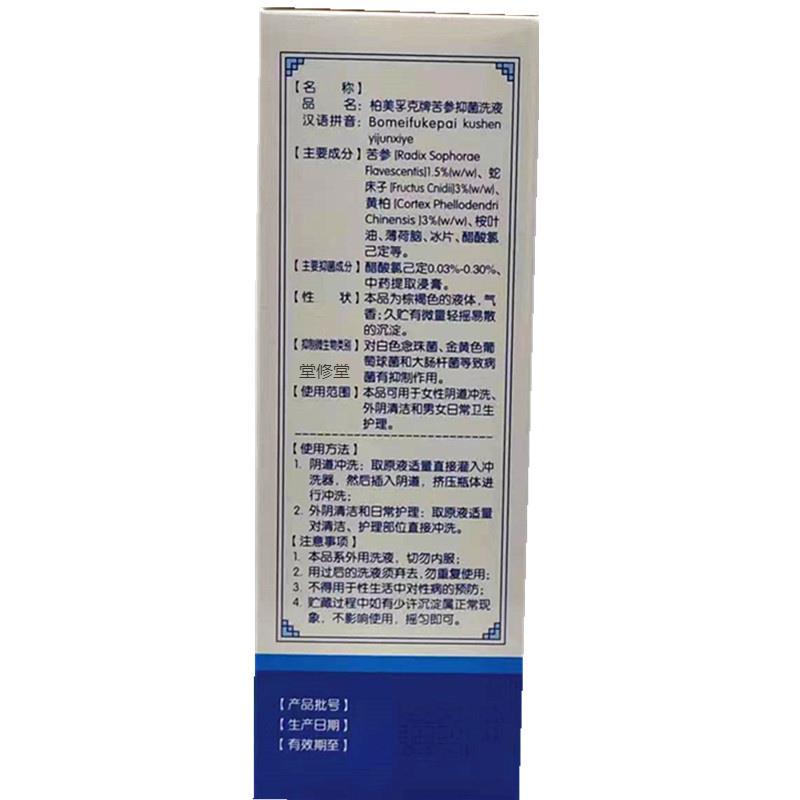 【名 称】
品 名：柏美孚克牌苦参抑菌洗液
汉语拼音：Bomeifukepai kushen
yijunxiye
【主要成分】苦参(Radix Sophorae
Flavescentis)1.5%(w/w)、蛇
床子(Fructus Cnidii)3%(w/w)、
黄柏(Cortex Phellodendri
Chinensis )3%(w/w)、桉叶
油、薄荷脑、冰片、醋酸氯
己定等。
【主要抑菌成分】醋酸氯己定0.03%-0.30%、
中药提取浸膏。
【性 状】本品为棕褐色的液体，气
香；久贮有微量轻摇易散
的沉淀。
【抑制微生物类别】对白色念珠菌、金黄色葡
萄球菌和大肠杆菌等致病
菌有抑制作用。
堂修堂
【使用范围】本品可用于女性阴道冲洗、
外阴清洁和男女日常卫生
护理。
【使用方法】
1. 阴道冲洗：取原液适量直接灌入冲
洗器，然后插入阴道，挤压瓶体进
行冲洗；
2. 外阴清洁和日常护理：取原液适量
对清洁、护理部位直接冲洗。
【注意事项】
1. 本品系外用洗液，切勿内服；
2. 用过后的洗液须弃去，勿重复使用；
3. 不得用于性生活中对性病的预防；
4. 贮藏过程中如有少许沉淀属正常现
象，不影响使用，摇匀即可。
【产品批号】
【生产日期】
【有效期至】